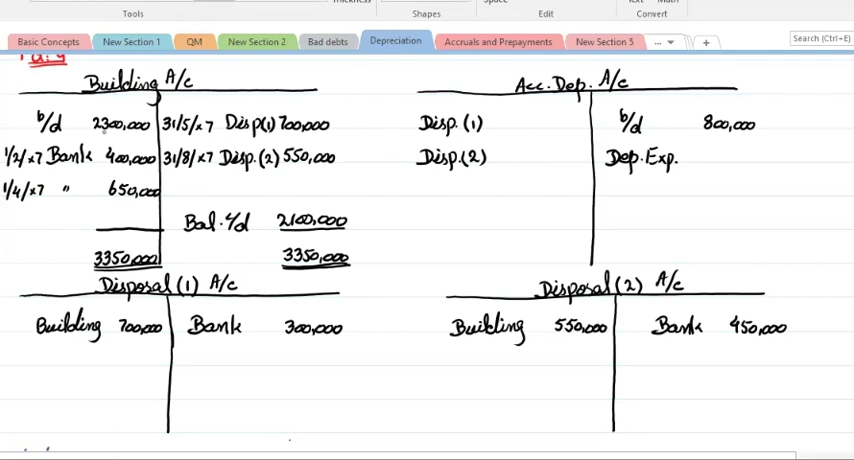 Tools
Shapes
Edit
Convert
Basic Concepts
New Section 1
QM
New Section 2
Bad debts
Depreciation
Accruals and Prepayments
New Section 5
...
+
Search (Ctrl+E)
Building A/c
b/d 2300,000 31/5/x7 Disp(1) 700,000
1/2/x7 Bank 400,000 31/8/x7 Disp.(2) 550,000
1/4/x7 " 650,000
Bal. c/d 2100,000
3350,000 3350,000
Acc. Dep. A/c
Disp. (1) b/d 800,000
Disp.(2) Dep. Exp.
Disposal (1) A/c
Building 700,000 Bank 300,000
Disposal (2) A/c
Building 550,000 Bank 450,000